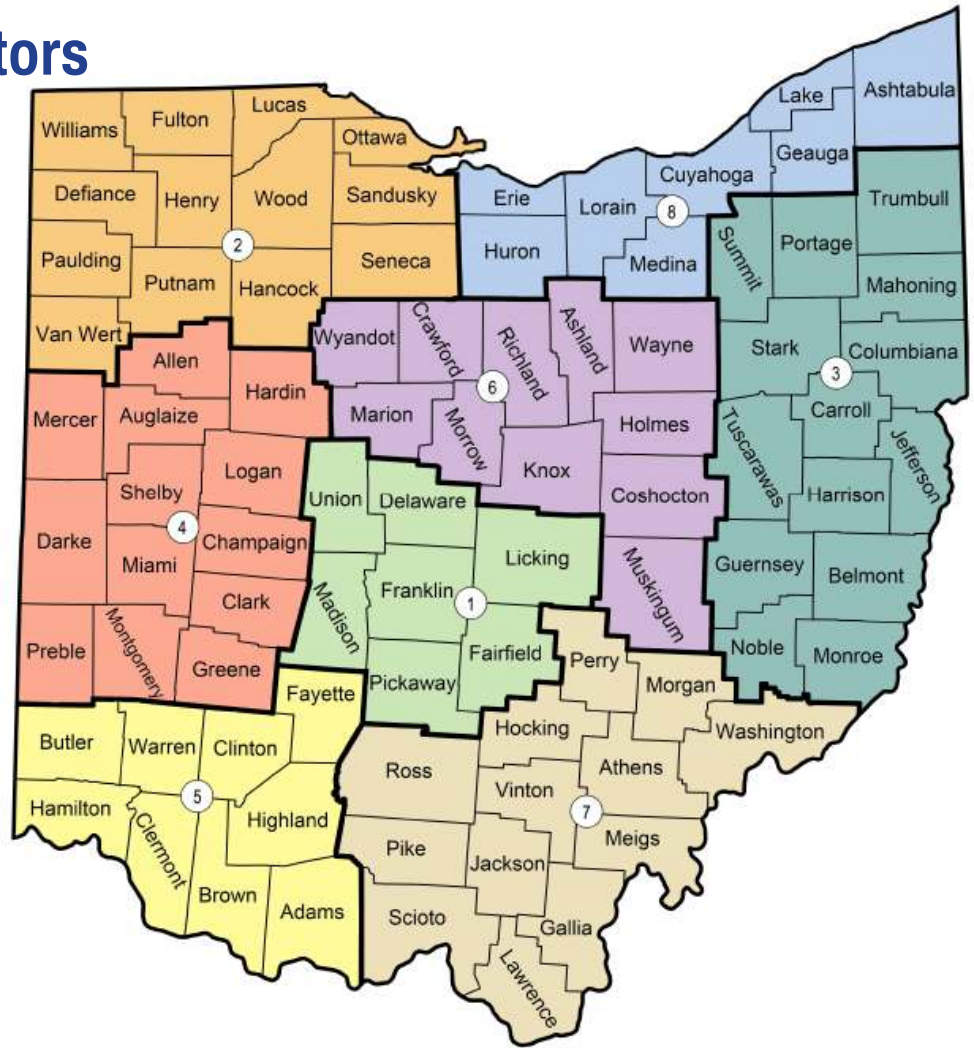 tors
Williams
Fulton
Lucas
Ottawa
Defiance
Henry
Wood
Sandusky
Paulding
Putnam
2
Hancock
Seneca
Van Wert
Lake
Ashtabula
Geauga
Cuyahoga
Erie
Lorain
8
Huron
Medina
Trumbull
Summit
Portage
Mahoning
Stark
3
Columbiana
Carroll
Tuscarawas
Harrison
Jefferson
Guernsey
Belmont
Noble
Monroe
Wyandot
Crawford
Richland
Ashland
Wayne
6
Marion
Morrow
Holmes
Knox
Coshocton
Muskingum
Allen
Hardin
Mercer
Auglaize
Logan
Shelby
4
Darke
Champaign
Miami
Clark
Preble
Montgomery
Greene
Union
Delaware
Licking
Franklin
1
Madison
Fairfield
Pickaway
Fayette
Butler
Warren
Clinton
5
Hamilton
Clermont
Highland
Brown
Adams
Perry
Morgan
Hocking
Washington
Ross
Athens
Vinton
7
Pike
Meigs
Jackson
Scioto
Gallia
Lawrence